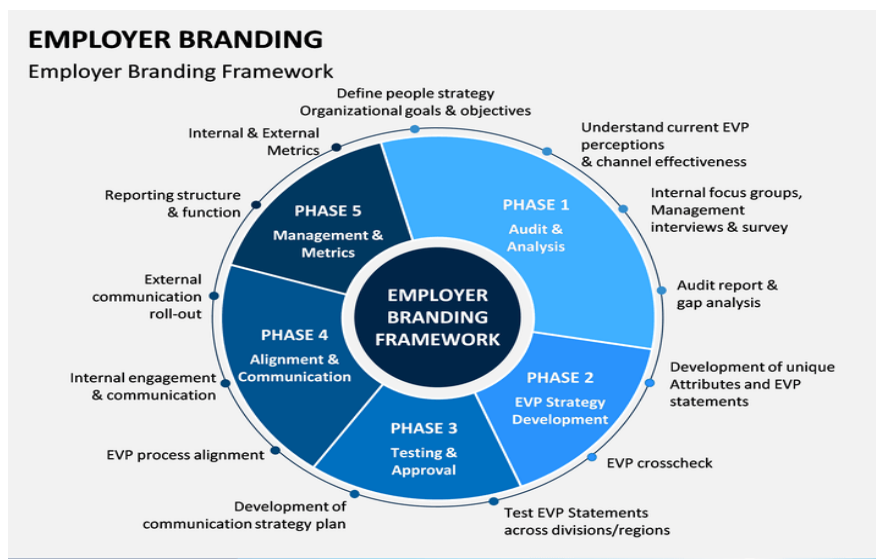 EMPLOYER BRANDING
Employer Branding Framework
Define people strategy
Organizational goals & objectives
Understand current EVP
perceptions
& channel effectiveness
Internal focus groups,
Management
interviews & survey
Audit report &
gap analysis
Development of unique
Attributes and EVP
statements
EVP crosscheck
Test EVP Statements
across divisions/regions
Development of
communication strategy plan
EVP process alignment
Internal engagement
& communication
External
communication
roll-out
Reporting structure
& function
Internal & External
Metrics
PHASE 1
Audit &
Analysis
PHASE 2
EVP Strategy
Development
PHASE 3
Testing &
Approval
PHASE 4
Alignment &
Communication
PHASE 5
Management &
Metrics
EMPLOYER
BRANDING
FRAMEWORK